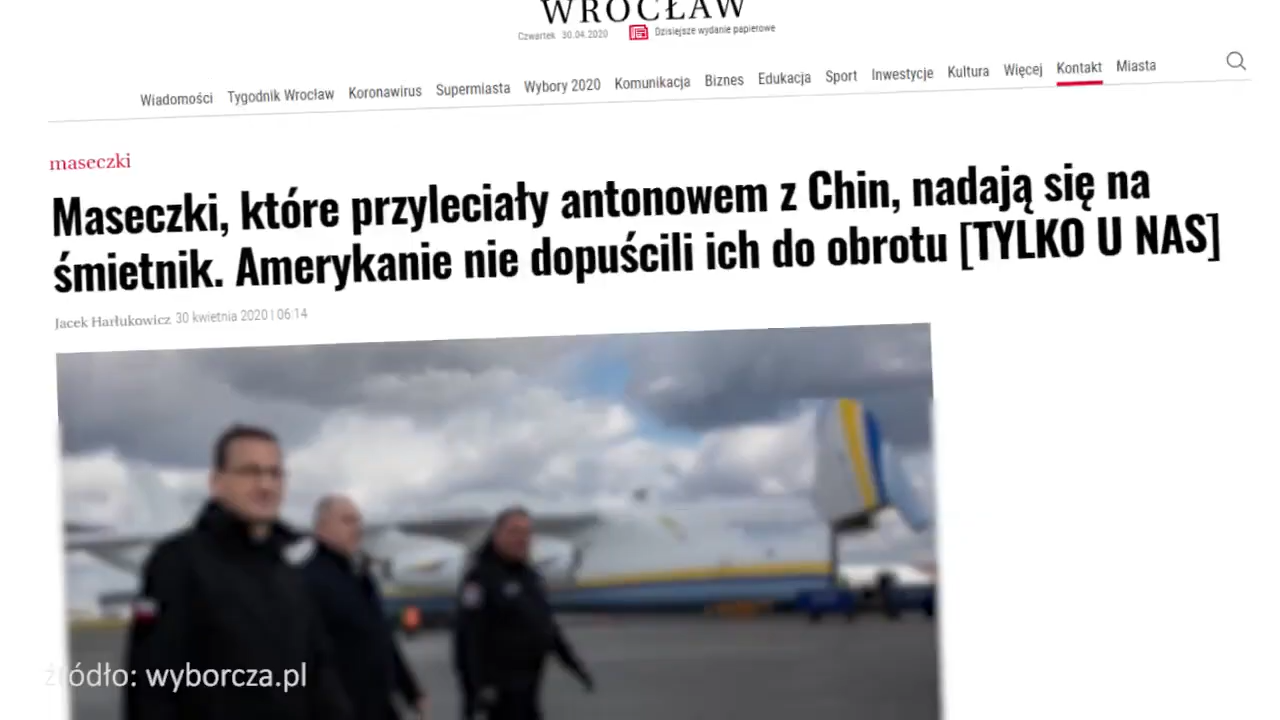 WROCŁAW
Czwartek 30.04.2020 Dzisiejsze wydanie papierowe
Wiadomości Tygodnik Wrocław Koronawirus Supermiasta Wybory 2020 Komunikacja Biznes Edukacja Sport Inwestycje Kultura Więcej Kontakt Miasta
maseczki
Maseczki, które przyleciały antonowem z Chin, nadają się na
śmietnik. Amerykanie nie dopuścili ich do obrotu [TYLKO U NAS]
Jacek Harłukowicz 30 kwietnia 2020 | 06:14
źródło: wyborcza.pl